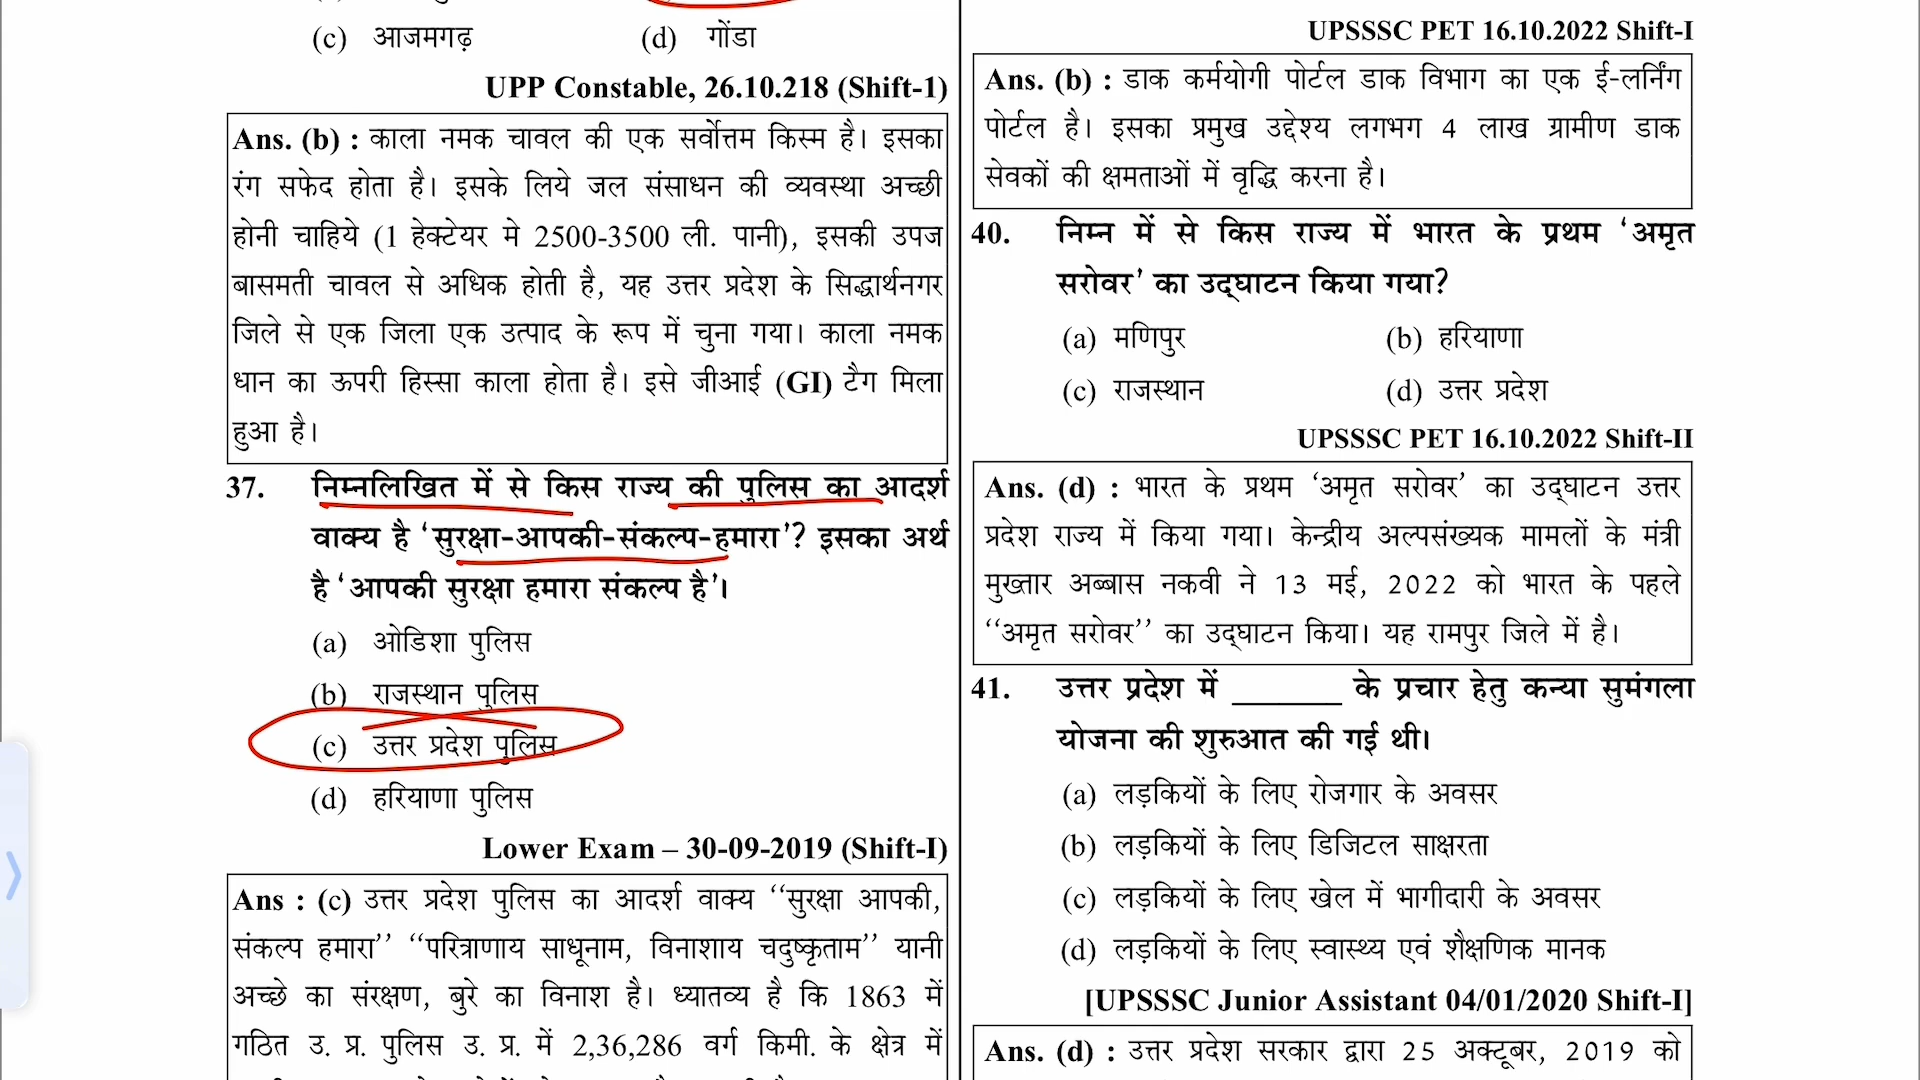 (c) आजमगढ़ (d) गोंडा
UPP Constable, 26.10.218 (Shift-1)
Ans. (b) : काला नमक चावल की एक सर्वोत्तम किस्म है। इसका
रंग सफेद होता है। इसके लिये जल संसाधन की व्यवस्था अच्छी
होनी चाहिये (1 हेक्टेयर मे 2500-3500 ली. पानी), इसकी उपज
बासमती चावल से अधिक होती है, यह उत्तर प्रदेश के सिद्धार्थनगर
जिले से एक जिला एक उत्पाद के रूप में चुना गया। काला नमक
धान का ऊपरी हिस्सा काला होता है। इसे जीआई (GI) टैग मिला
हुआ है।
37. निम्नलिखित में से किस राज्य की पुलिस का आदर्श
वाक्य है ‘सुरक्षा-आपकी-संकल्प-हमारा’? इसका अर्थ
है ‘आपकी सुरक्षा हमारा संकल्प है’।
(a) ओडिशा पुलिस
(b) राजस्थान पुलिस
(c) उत्तर प्रदेश पुलिस
(d) हरियाणा पुलिस
Lower Exam – 30-09-2019 (Shift-I)
Ans : (c) उत्तर प्रदेश पुलिस का आदर्श वाक्य ‘‘सुरक्षा आपकी,
संकल्प हमारा’’ ‘‘परित्राणाय साधूनाम, विनाशाय चदुष्कृताम’’ यानी
अच्छे का संरक्षण, बुरे का विनाश है। ध्यातव्य है कि 1863 में
गठित उ. प्र. पुलिस उ. प्र. में 2,36,286 वर्ग किमी. के क्षेत्र में
UPSSSC PET 16.10.2022 Shift-I
Ans. (b) : डाक कर्मयोगी पोर्टल डाक विभाग का एक ई-लर्निंग
पोर्टल है। इसका प्रमुख उद्देश्य लगभग 4 लाख ग्रामीण डाक
सेवकों की क्षमताओं में वृद्धि करना है।
40. निम्न में से किस राज्य में भारत के प्रथम ‘अमृत
सरोवर’ का उद्घाटन किया गया?
(a) मणिपुर (b) हरियाणा
(c) राजस्थान (d) उत्तर प्रदेश
UPSSSC PET 16.10.2022 Shift-II
Ans. (d) : भारत के प्रथम ‘अमृत सरोवर’ का उद्घाटन उत्तर
प्रदेश राज्य में किया गया। केन्द्रीय अल्पसंख्यक मामलों के मंत्री
मुख्तार अब्बास नकवी ने 13 मई, 2022 को भारत के पहले
‘‘अमृत सरोवर’’ का उद्घाटन किया। यह रामपुर जिले में है।
41. उत्तर प्रदेश में _______ के प्रचार हेतु कन्या सुमंगला
योजना की शुरुआत की गई थी।
(a) लड़कियों के लिए रोजगार के अवसर
(b) लड़कियों के लिए डिजिटल साक्षरता
(c) लड़कियों के लिए खेल में भागीदारी के अवसर
(d) लड़कियों के लिए स्वास्थ्य एवं शैक्षणिक मानक
[UPSSSC Junior Assistant 04/01/2020 Shift-I]
Ans. (d) : उत्तर प्रदेश सरकार द्वारा 25 अक्टूबर, 2019 को